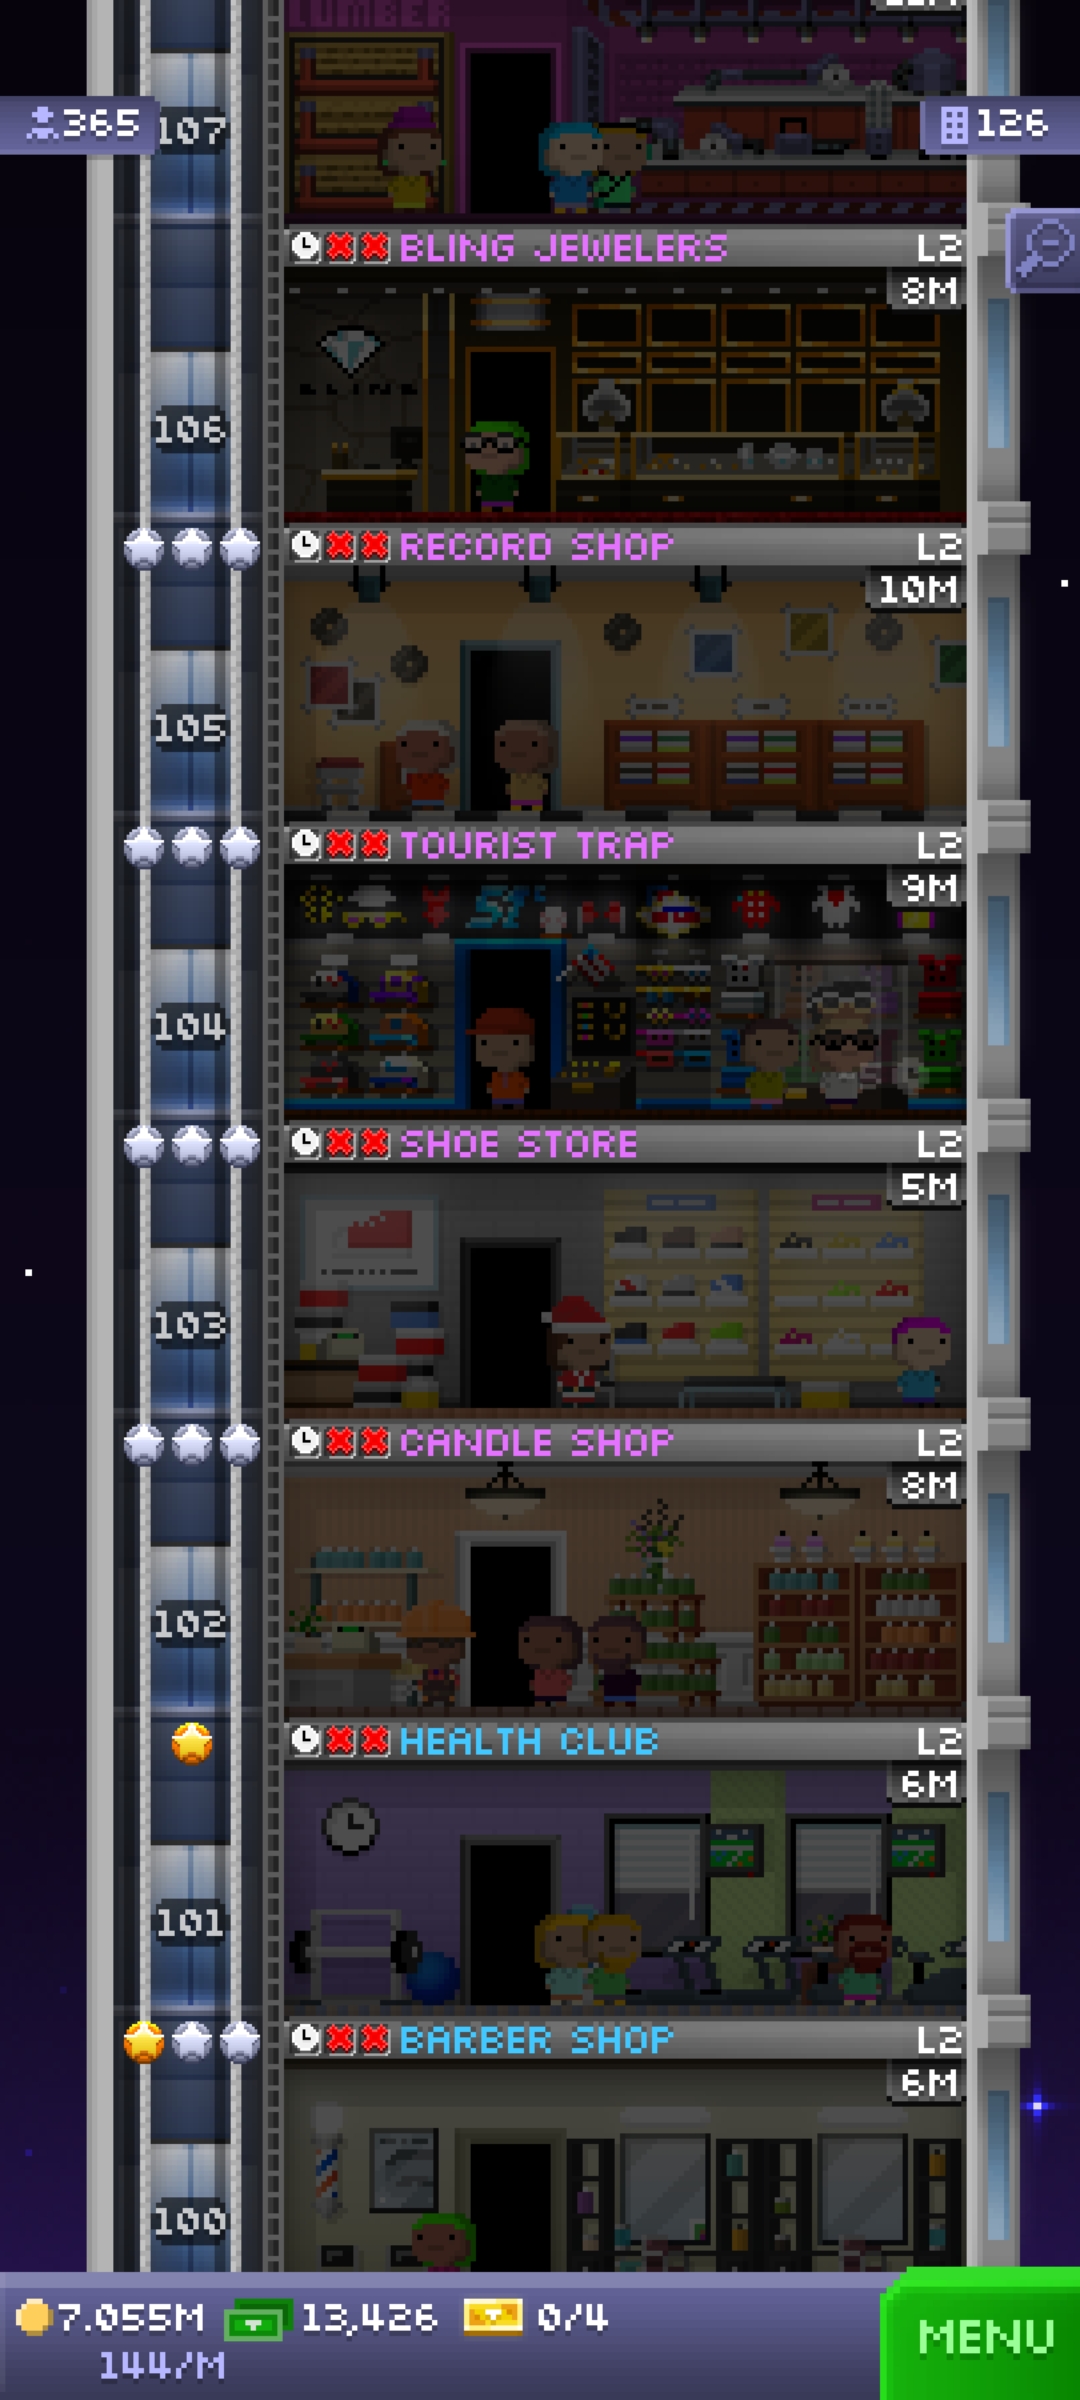 LUMBER
365
107
126
BLING JEWELERS L2
8M
BLING
106
RECORD SHOP L2
10M
105
TOURIST TRAP L2
9M
104
SHOE STORE L2
5M
103
CANDLE SHOP L2
8M
102
HEALTH CLUB L2
6M
101
BARBER SHOP L2
6M
100
7.055M 13,426 0/4
144/M
MENU